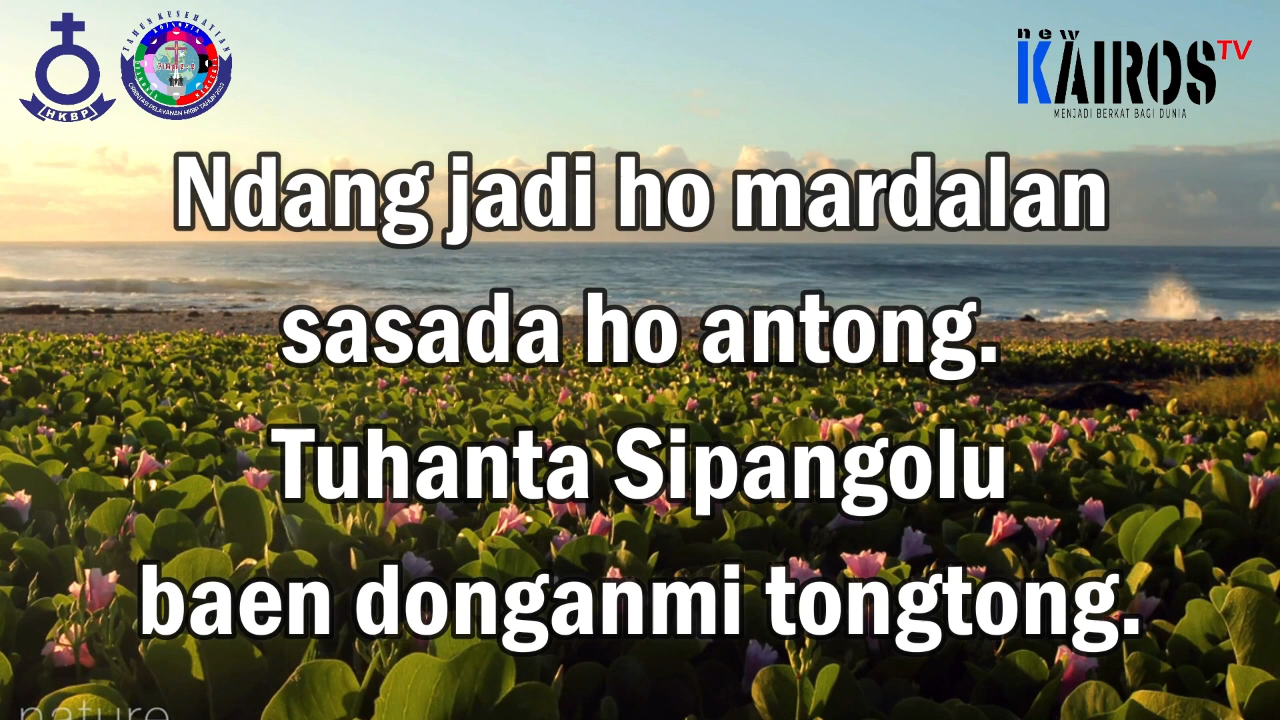 HKBP
new
KAIROS TV
MENJADI BERKAT BAGI DUNIA
Ndang jadi ho mardalan
sasada ho antong.
Tuhanta Sipangolu
baen donganmi tongtong.
nature